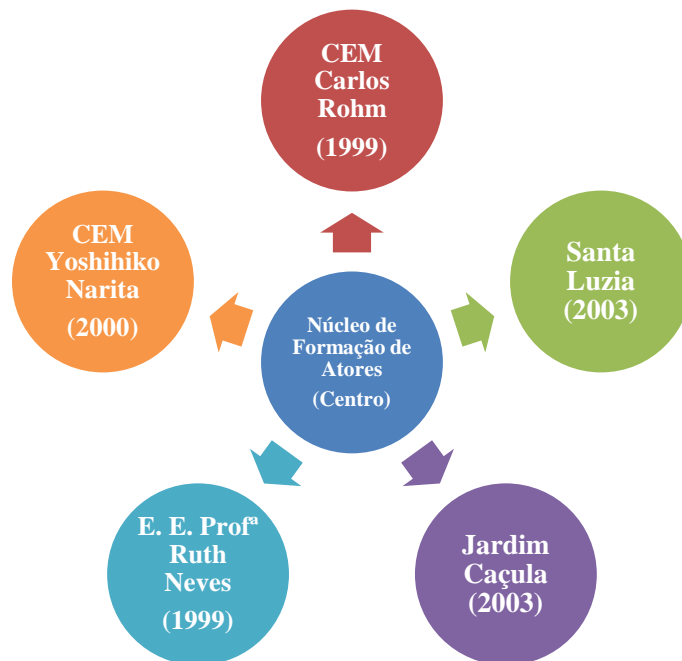 CEM
Carlos
Rohm
(1999)
CEM
Yoshihiko
Narita
(2000)
Santa
Luzia
(2003)
Núcleo de
Formação de
Atores
(Centro)
E. E. Profª
Ruth
Neves
(1999)
Jardim
Caçula
(2003)